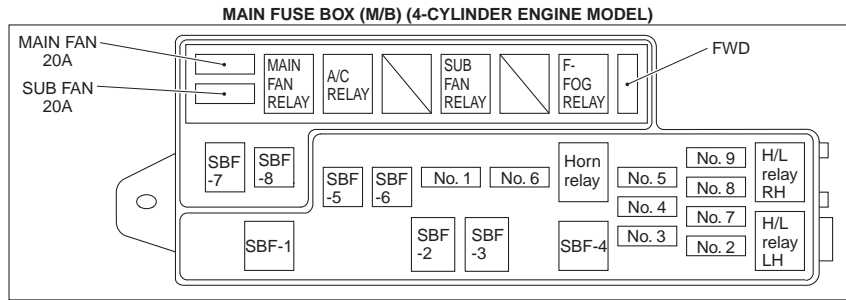 MAIN FUSE BOX (M/B) (4-CYLINDER ENGINE MODEL)
MAIN FAN
20A
SUB FAN
20A
MAIN
FAN
RELAY
A/C
RELAY
SUB
FAN
RELAY
F-
FOG
RELAY
FWD
SBF
-7
SBF
-8
SBF
-5
SBF
-6
No. 1
No. 6
Horn
relay
No. 5
No. 4
No. 3
No. 9
No. 8
No. 7
No. 2
H/L
relay
RH
H/L
relay
LH
SBF-1
SBF
-2
SBF
-3
SBF-4